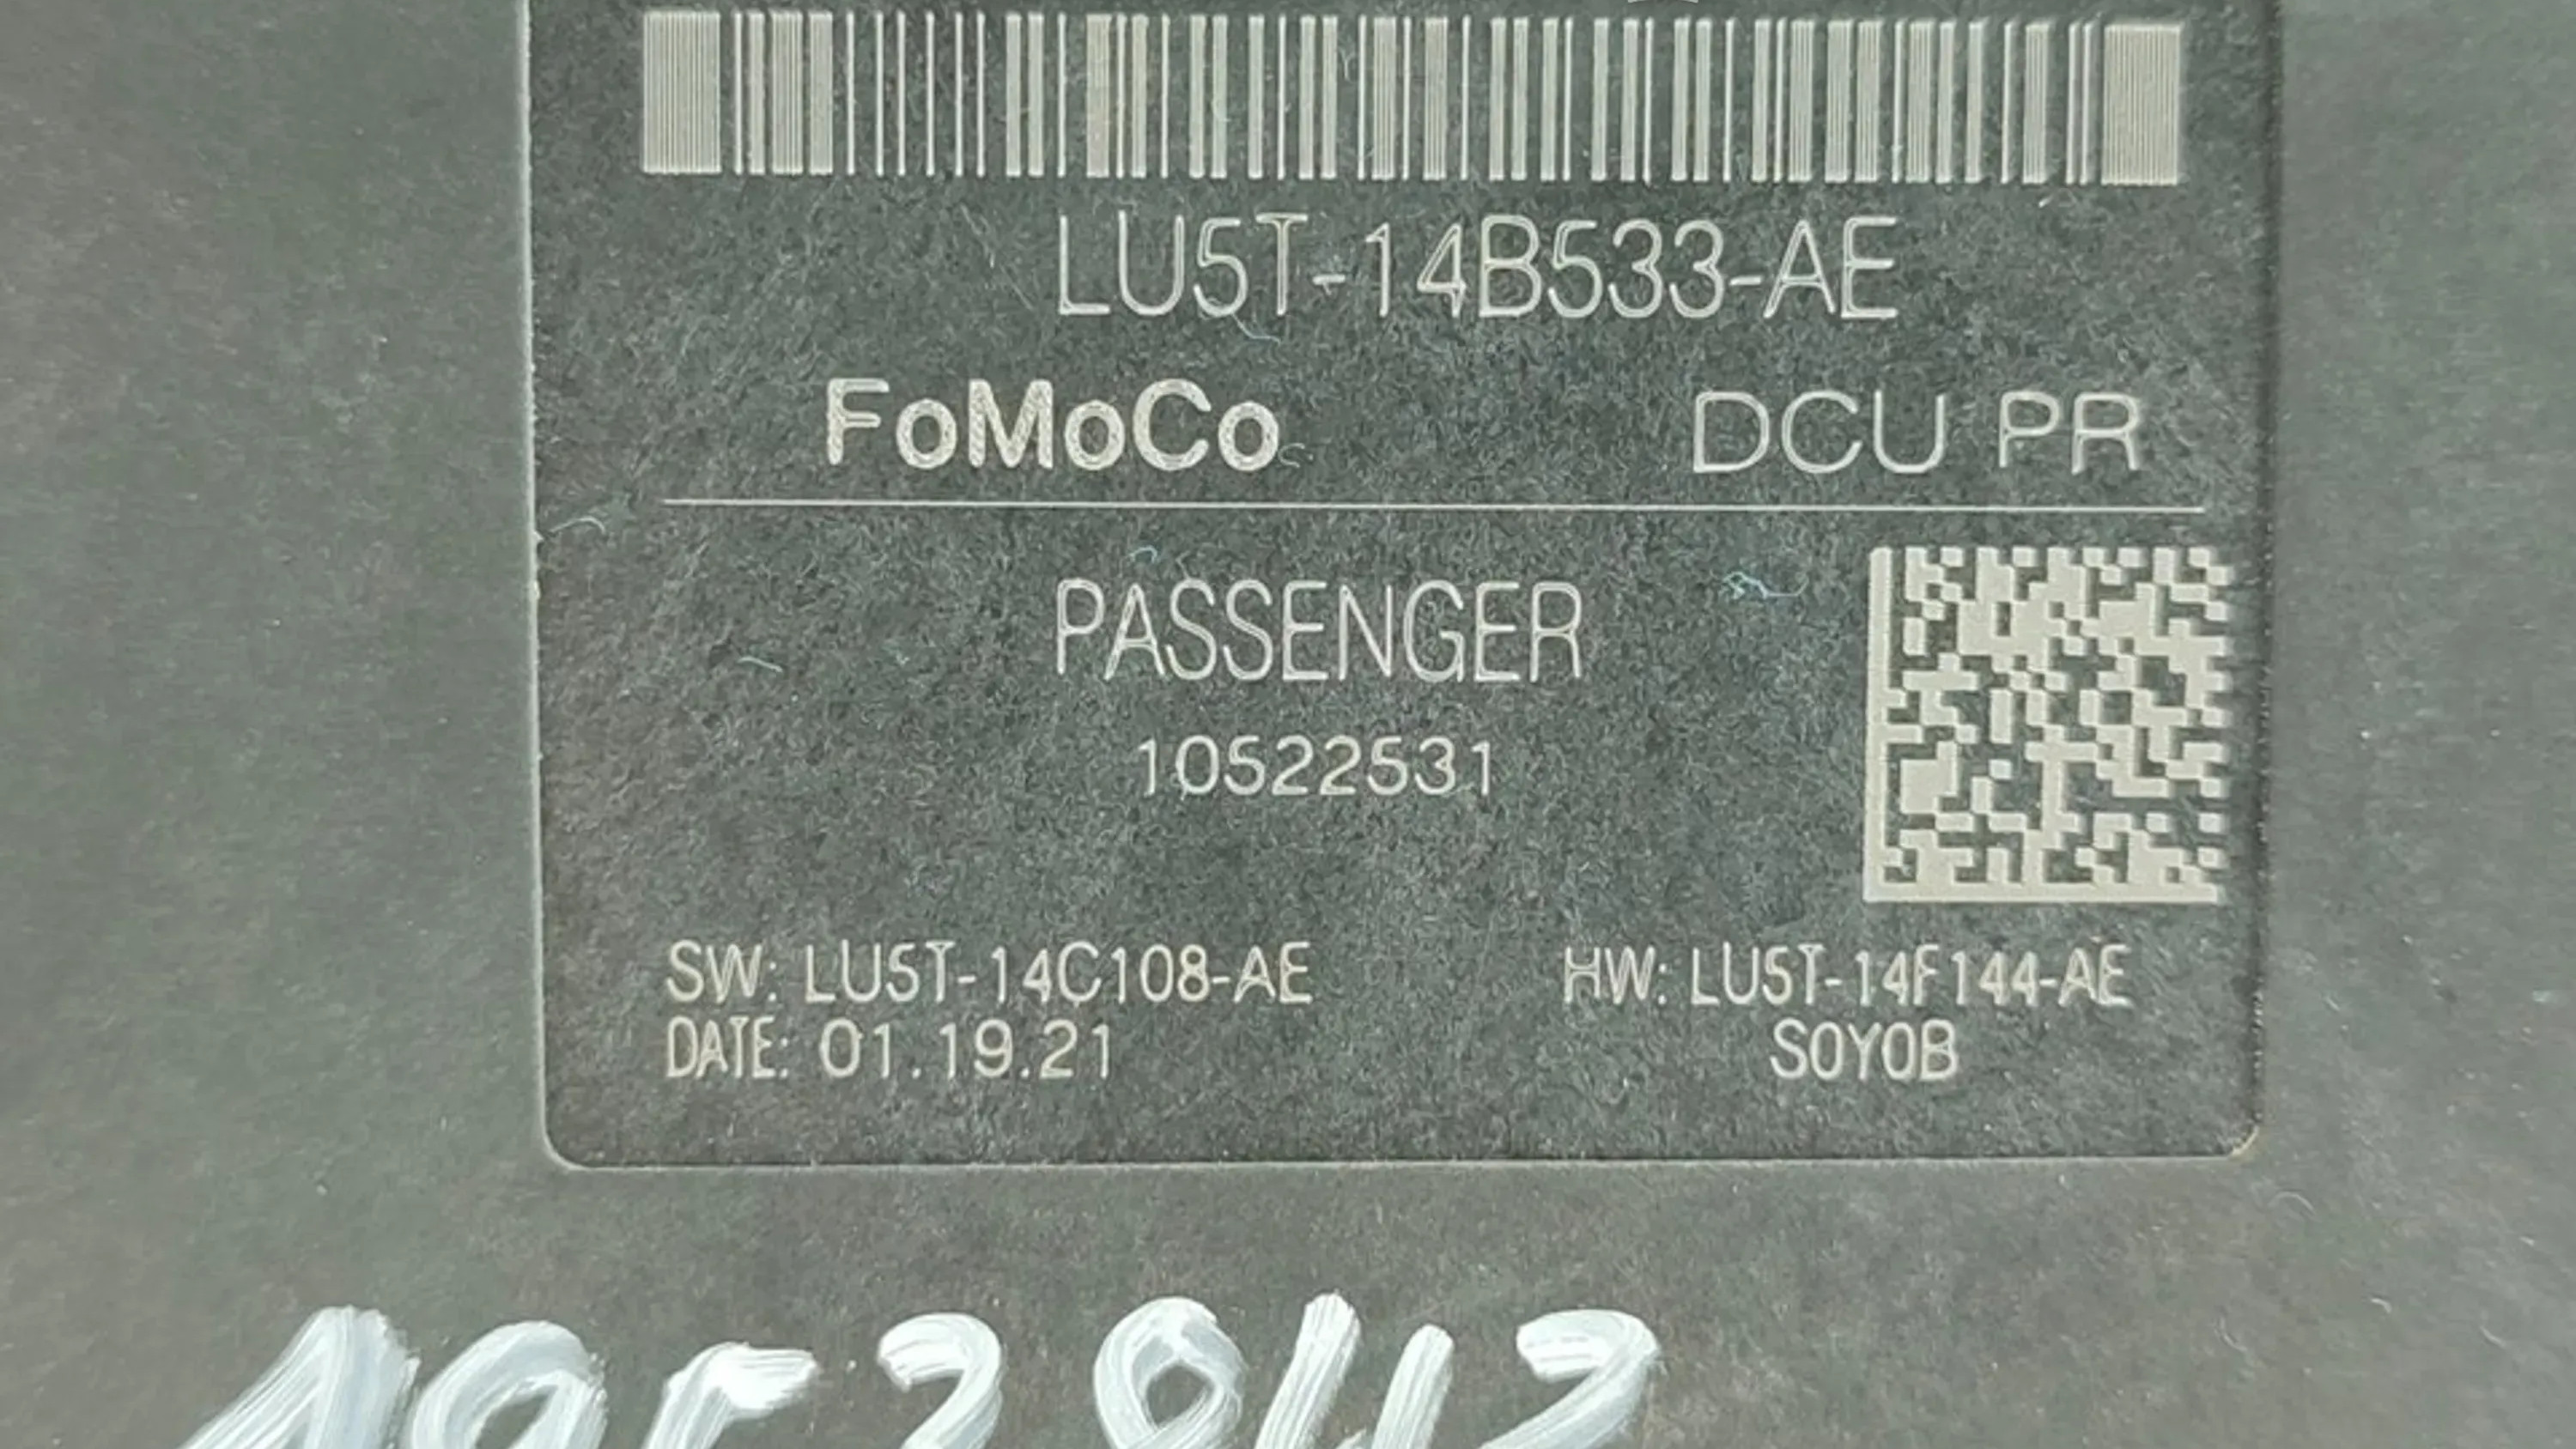 LU5T-14B533-AE
FoMoCo DCU PR
PASSENGER
10522531
SW: LU5T-14C108-AE HW: LU5T-14F144-AE
DATE: 01.19.21 S0Y0B